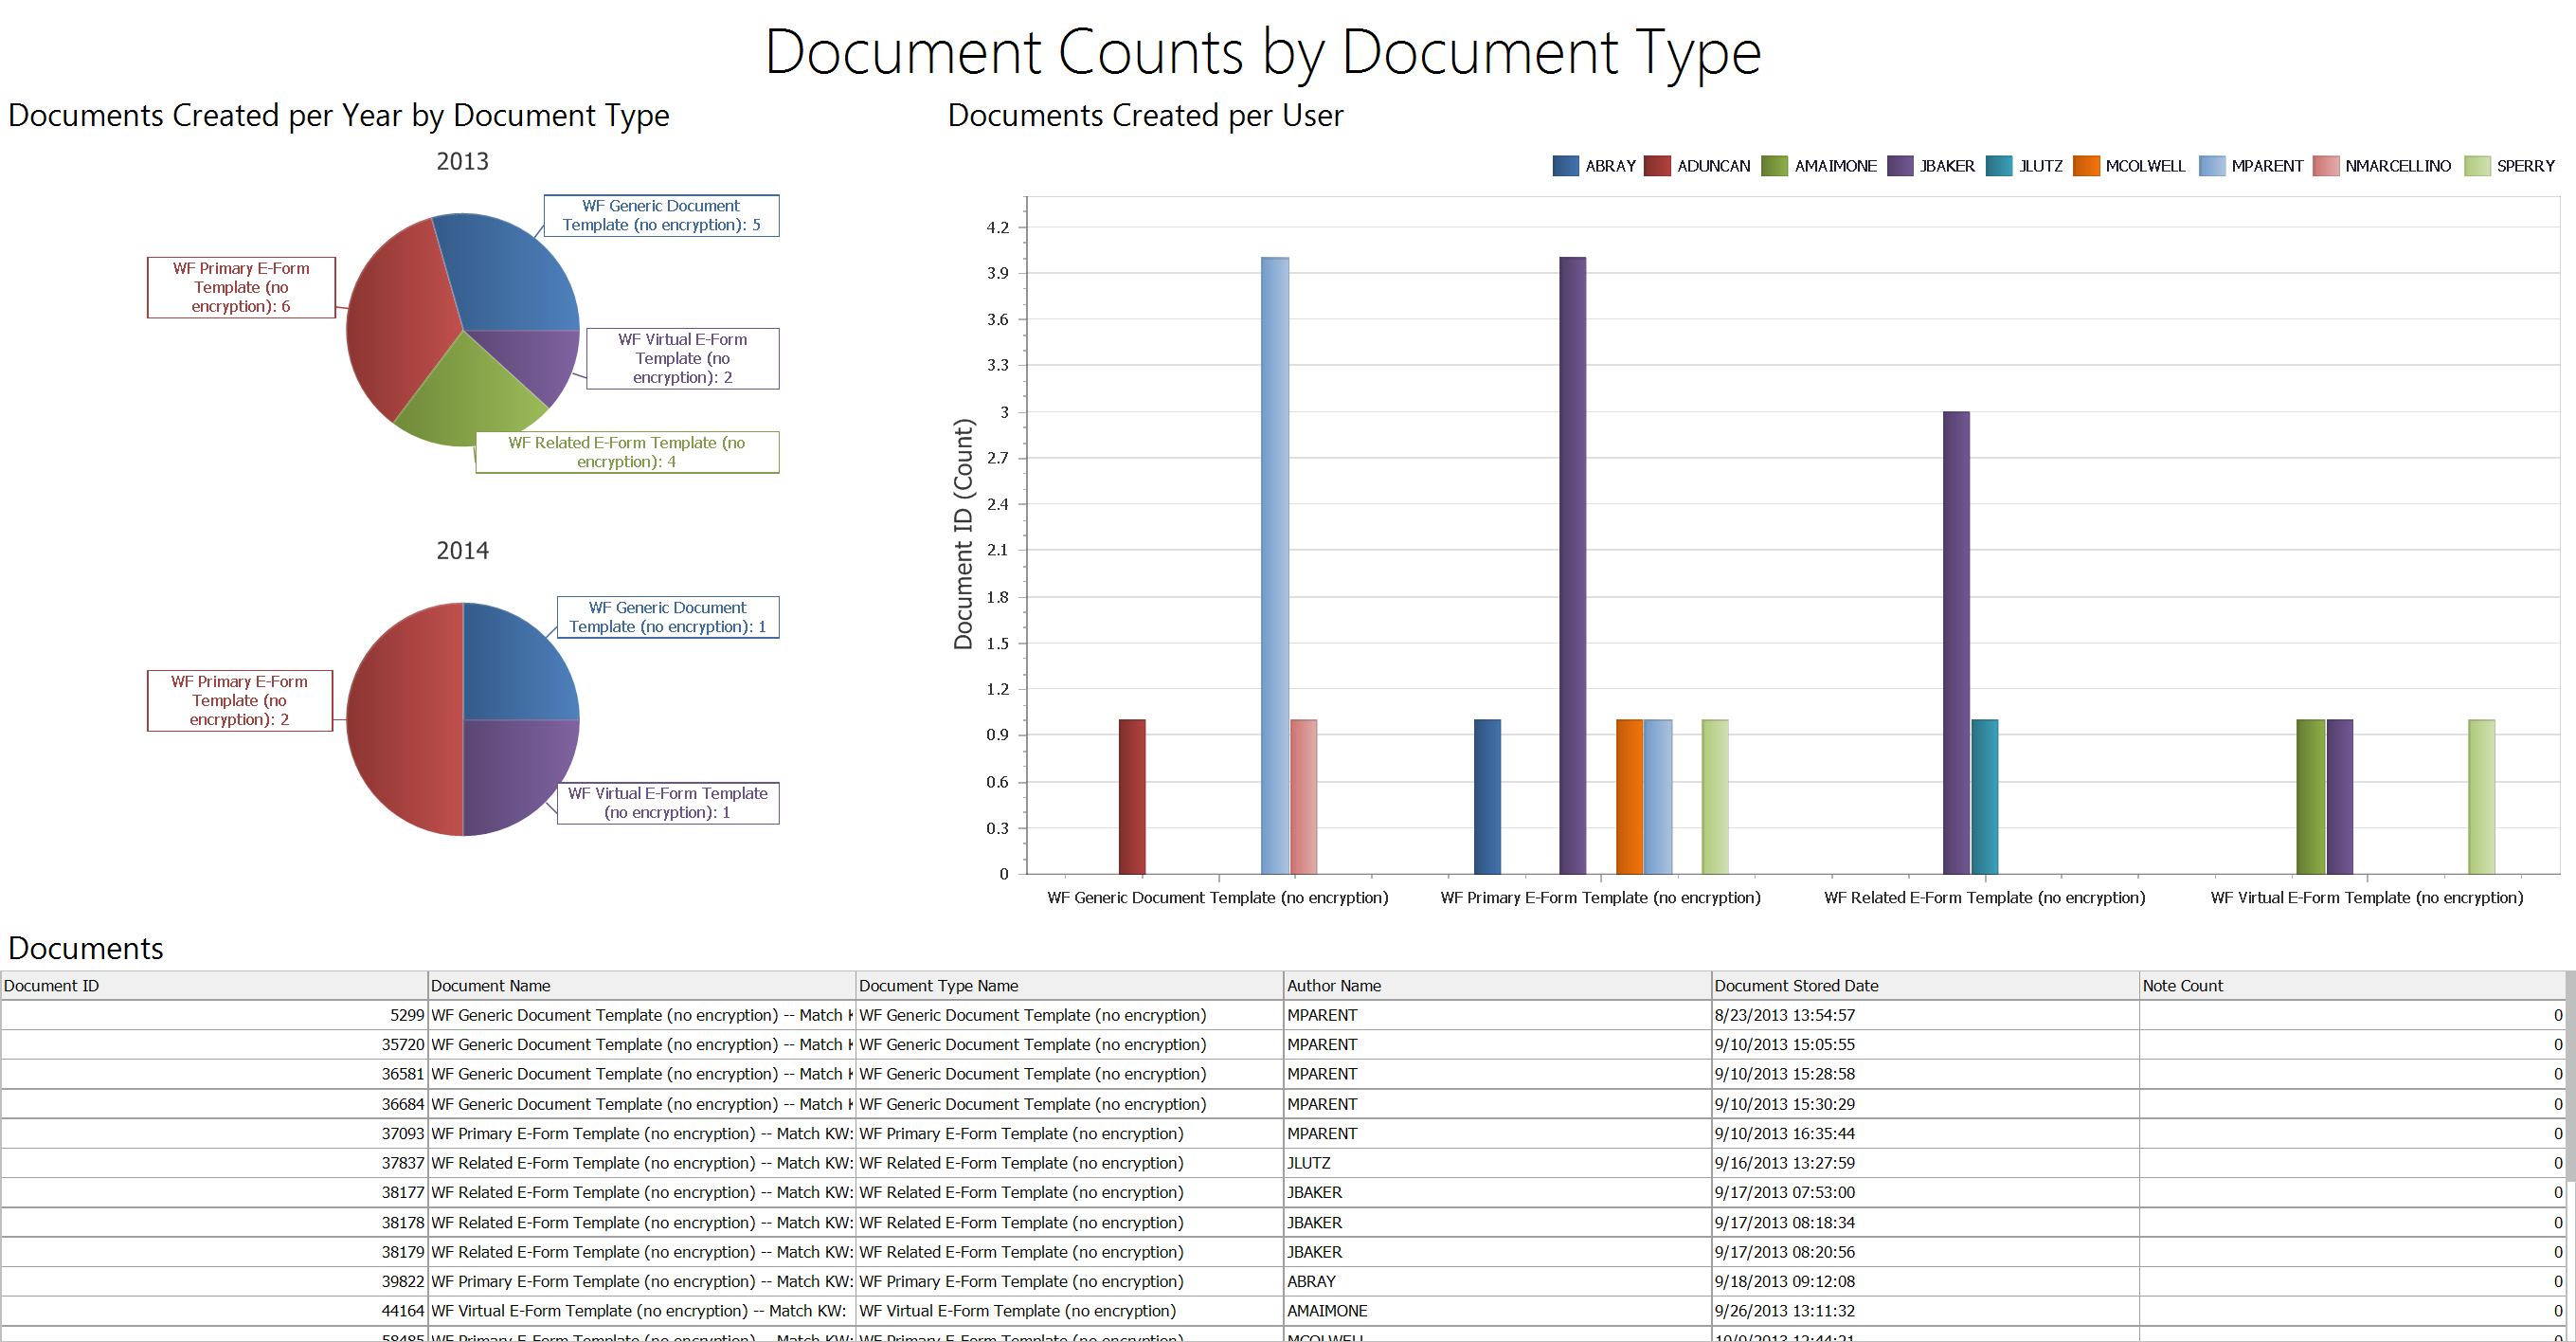 Document Counts by Document Type
Documents Created per Year by Document Type
2013
WF Generic Document
Template (no encryption): 5
WF Primary E-Form
Template (no
encryption): 6
WF Virtual E-Form
Template (no
encryption): 2
WF Related E-Form Template (no
encryption): 4
2014
WF Generic Document
Template (no encryption): 1
WF Primary E-Form
Template (no
encryption): 2
WF Virtual E-Form Template
(no encryption): 1
Documents Created per User
ABRAY ADUNCAN AMAIMONE JBAKER JLUTZ MCOLWELL MPARENT NMARCELLINO SPERRY
Document ID (Count)
4.2
3.9
3.6
3.3
3
2.7
2.4
2.1
1.8
1.5
1.2
0.9
0.6
0.3
0
WF Generic Document Template (no encryption) WF Primary E-Form Template (no encryption) WF Related E-Form Template (no encryption) WF Virtual E-Form Template (no encryption)
Documents
Document ID Document Name Document Type Name Author Name Document Stored Date Note Count
5299 WF Generic Document Template (no encryption) -- Match WF Generic Document Template (no encryption) MPARENT 8/23/2013 13:54:57 0
35720 WF Generic Document Template (no encryption) -- Match WF Generic Document Template (no encryption) MPARENT 9/10/2013 15:05:55 0
36581 WF Generic Document Template (no encryption) -- Match WF Generic Document Template (no encryption) MPARENT 9/10/2013 15:28:58 0
36684 WF Generic Document Template (no encryption) -- Match WF Generic Document Template (no encryption) MPARENT 9/10/2013 15:30:29 0
37093 WF Primary E-Form Template (no encryption) -- Match KW: WF Primary E-Form Template (no encryption) MPARENT 9/10/2013 16:35:44 0
37837 WF Related E-Form Template (no encryption) -- Match KW: WF Related E-Form Template (no encryption) JLUTZ 9/16/2013 13:27:59 0
38177 WF Related E-Form Template (no encryption) -- Match KW: WF Related E-Form Template (no encryption) JBAKER 9/17/2013 07:53:00 0
38178 WF Related E-Form Template (no encryption) -- Match KW: WF Related E-Form Template (no encryption) JBAKER 9/17/2013 08:18:34 0
38179 WF Related E-Form Template (no encryption) -- Match KW: WF Related E-Form Template (no encryption) JBAKER 9/17/2013 08:20:56 0
39822 WF Primary E-Form Template (no encryption) -- Match KW: WF Primary E-Form Template (no encryption) ABRAY 9/18/2013 09:12:08 0
44164 WF Virtual E-Form Template (no encryption) -- Match KW: WF Virtual E-Form Template (no encryption) AMAIMONE 9/26/2013 13:11:32 0
WF Primary E-Form Template (no encryption) -- Match KW: WF Primary E-Form Template (no encryption) MCOLWELL